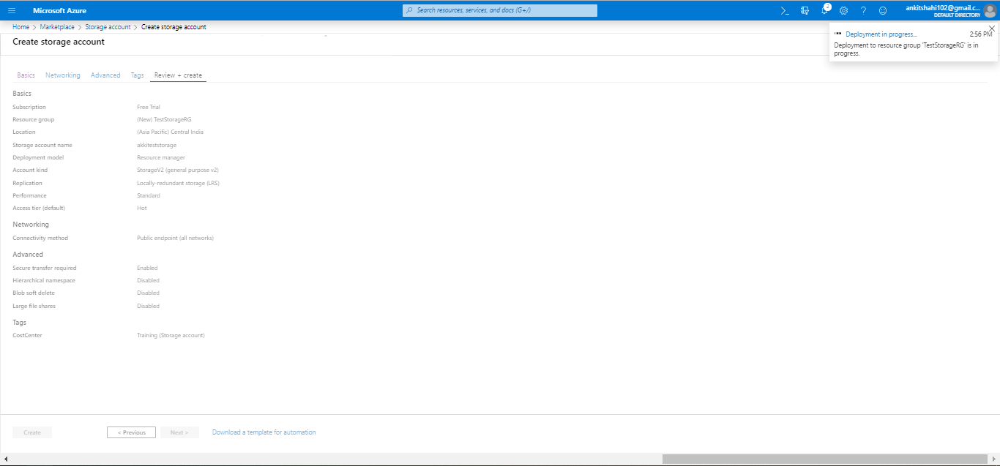 Microsoft Azure
Search resources, services, and docs (G+/)
2
ankitshahi102@gmail.c...
DEFAULT DIRECTORY
Home > Marketplace > Storage account > Create storage account
Create storage account
Deployment in progress... 2:56 PM
Deployment to resource group 'TestStorageRG' is in
progress.
Basics Networking Advanced Tags Review + create
Basics
Subscription Free Trial
Resource group (New) TestStorageRG
Location (Asia Pacific) Central India
Storage account name akkiteststorage
Deployment model Resource manager
Account kind StorageV2 (general purpose v2)
Replication Locally-redundant storage (LRS)
Performance Standard
Access tier (default) Hot
Networking
Connectivity method Public endpoint (all networks)
Advanced
Secure transfer required Enabled
Hierarchical namespace Disabled
Blob soft delete Disabled
Large file shares Disabled
Tags
CostCenter Training (Storage account)
Create < Previous Next > Download a template for automation